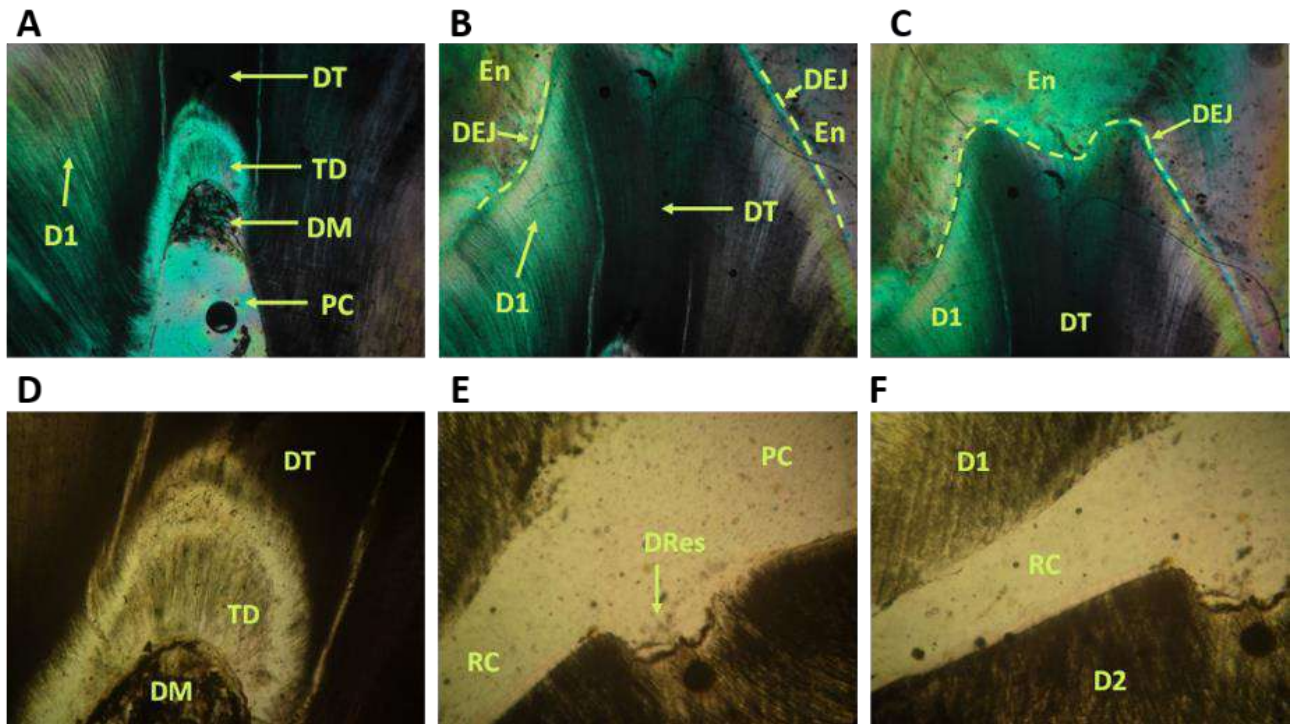 A
DT
TD
D1
DM
PC
B
En
DEJ
DEJ
En
DT
D1
C
En
DEJ
D1
DT
D
DT
TD
DM
E
PC
DRes
RC
F
D1
RC
D2